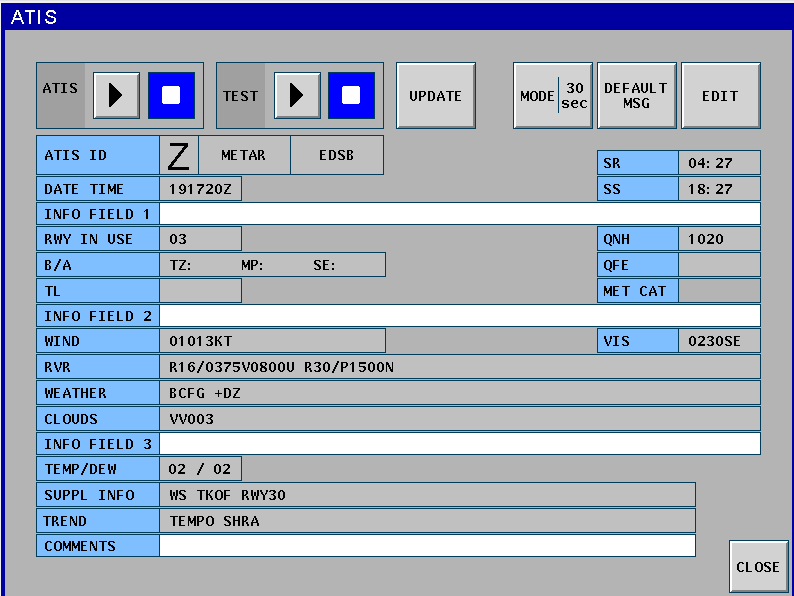 ATIS
ATIS TEST UPDATE MODE 30 sec DEFAULT MSG EDIT
ATIS ID Z METAR EDSB
SR 04:27
DATE TIME 191720Z SS 18:27
INFO FIELD 1
RWY IN USE 03 QNH 1020
B/A TZ: MP: SE: QFE
TL MET CAT
INFO FIELD 2
WIND 01013KT VIS 0230SE
RVR R16/0375V0800U R30/P1500N
WEATHER BCFG +DZ
CLOUDS VV003
INFO FIELD 3
TEMP/DEW 02 / 02
SUPPL INFO WS TKOF RWY30
TREND TEMPO SHRA
COMMENTS
CLOSE